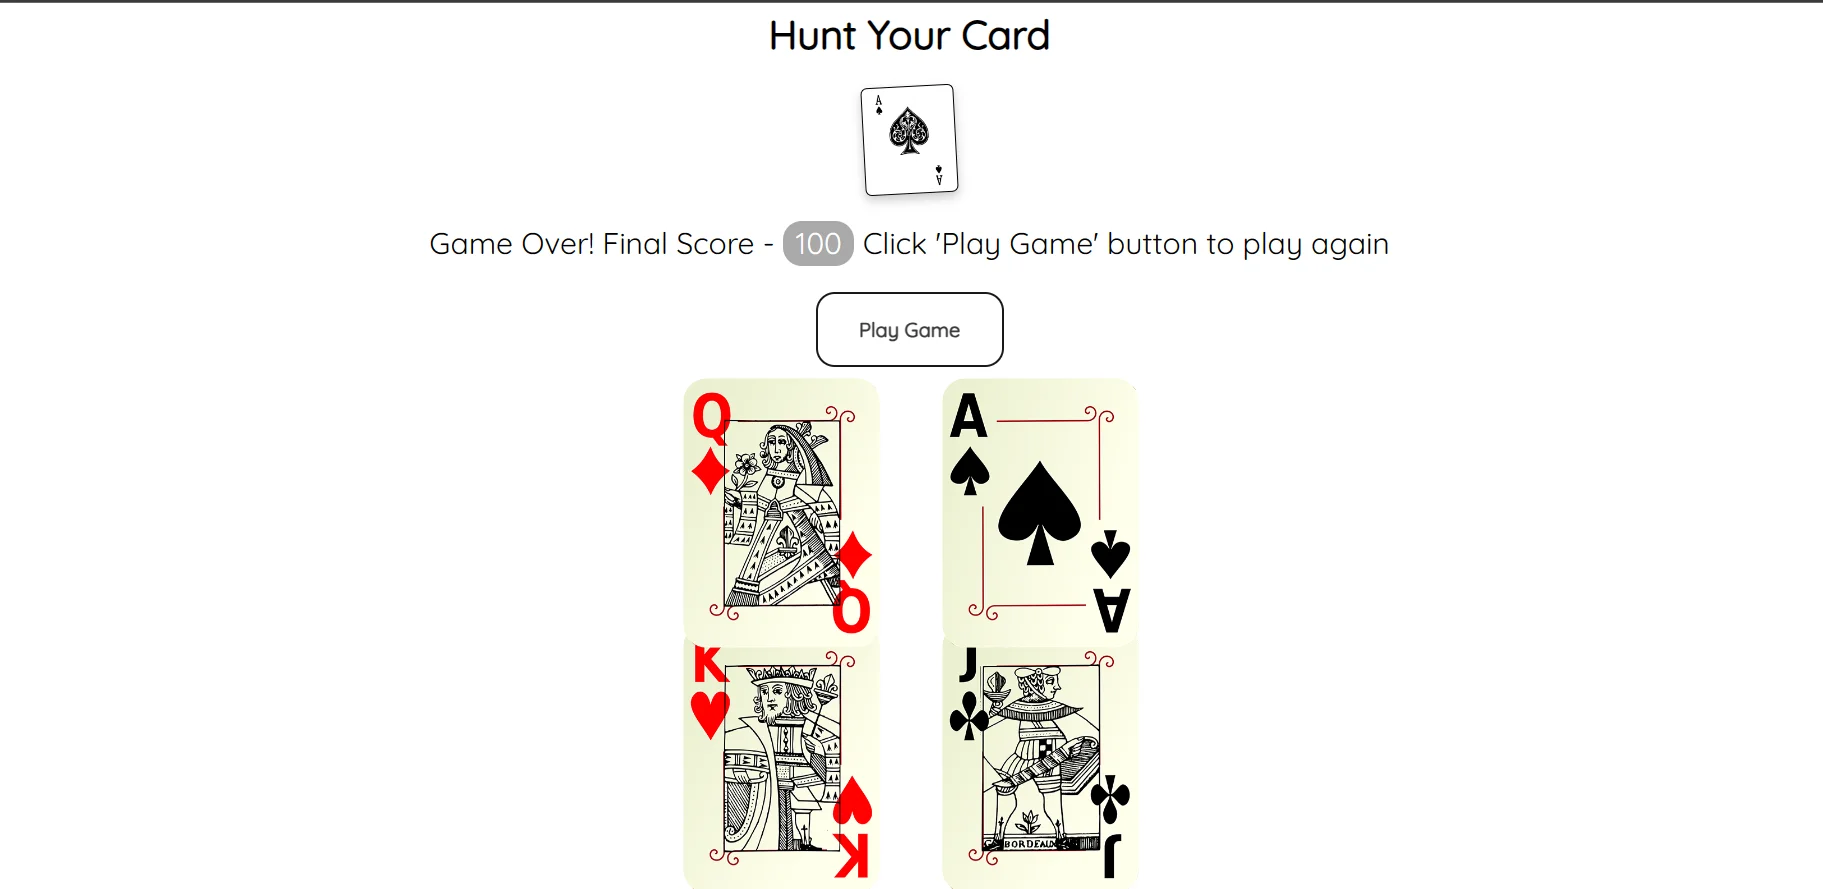 Hunt Your Card
A
A
Game Over! Final Score - 100 Click 'Play Game' button to play again
Play Game
Q
A
Q
A
K
J
BORDEAUX
K
J